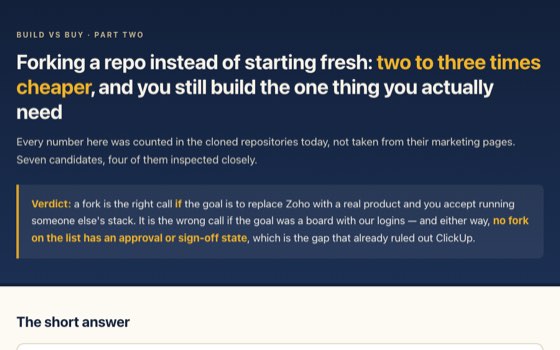 BUILD VS BUY · PART TWO
Forking a repo instead of starting fresh: two to three times
cheaper, and you still build the one thing you actually
need
Every number here was counted in the cloned repositories today, not taken from their marketing pages.
Seven candidates, four of them inspected closely.
Verdict: a fork is the right call if the goal is to replace Zoho with a real product and you accept running
someone else's stack. It is the wrong call if the goal was a board with our logins — and either way, no fork
on the list has an approval or sign-off state, which is the gap that already ruled out ClickUp.
The short answer